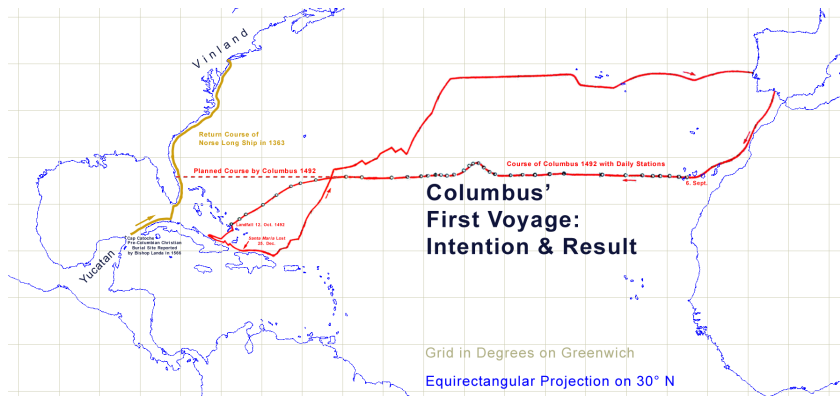 Vinland
Return Course of
Norse Long Ship in 1363
Planned Course by Columbus 1492
Course of Columbus 1492 with Daily Stations
6. Sept.
Columbus’
First Voyage:
Intention & Result
Landfall 12. Oct. 1492
Santa Maria Lost
25. Dec.
Cap Catoche
Pre-Columbian Christian
Burial Site Reported
by Bishop Landa in 1566
Yucatan
Grid in Degrees on Greenwich
Equirectangular Projection on 30° N